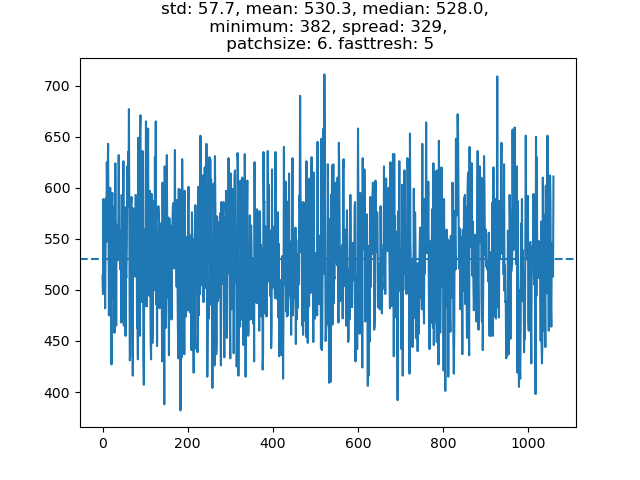 std: 57.7, mean: 530.3, median: 528.0,
minimum: 382, spread: 329,
patchsize: 6. fasttresh: 5
700
650
600
550
500
450
400
0 200 400 600 800 1000